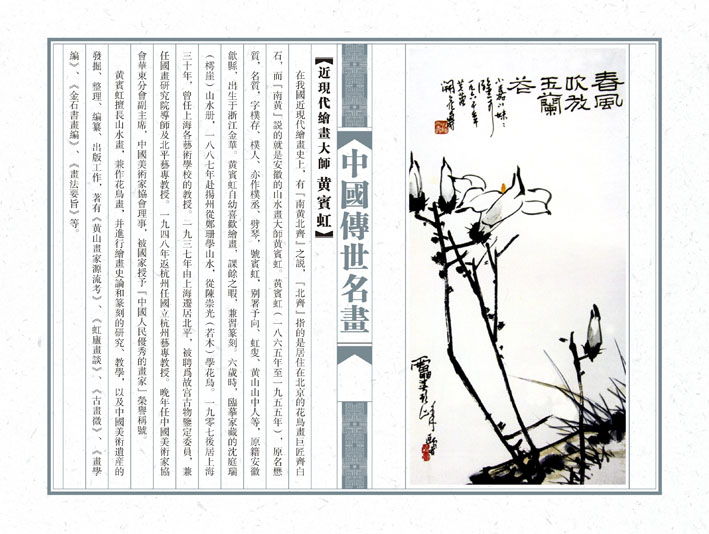 春風
吹放
玉蘭
花
中國傳世名畫
【近現代繪畫大師 黃賓虹】
在我國近現代繪畫史上，有『南黃北齊』之説，『北齊』指的是居住在北京的花鳥畫巨匠齊白
石，而『南黃』説的就是安徽的山水畫大師黃賓虹。黃賓虹（一八六五年至一九五五年），原名懋
質，名質，字樸存、樸人，亦作樸丞、劈琴，號賓虹，別署予向、虹叟、黃山山中人等，原籍安徽
歙縣，出生于浙江金華。黃賓虹自幼喜歡繪畫，課餘之暇，兼習篆刻，六歲時，臨摹家藏的沈庭瑞
（樗崖）山水册，一八八七年赴揚州從鄭珊學山水，從陳崇光（若木）學花鳥。一九零七後居上海
三十年，曾任上海各藝術學校的教授。一九三七年由上海遷居北平，被聘爲故宮古物鑒定委員，兼
任國畫研究院導師及北平藝專教授。一九四八年返杭州任國立杭州藝專教授。晚年任中國美術家協
會華東分會副主席、中國美術家協會理事，被國家授予『中國人民優秀的畫家』榮譽稱號。
黃賓虹擅長山水畫，兼作花鳥畫，并進行繪畫史論和篆刻的研究、教學，以及中國美術遺産的
發掘、整理、編纂、出版工作，著有《黃山畫家源流考》、《虹廬畫談》、《古畫微》、《畫學
編》、《金石書畫編》、《畫法要旨》等。